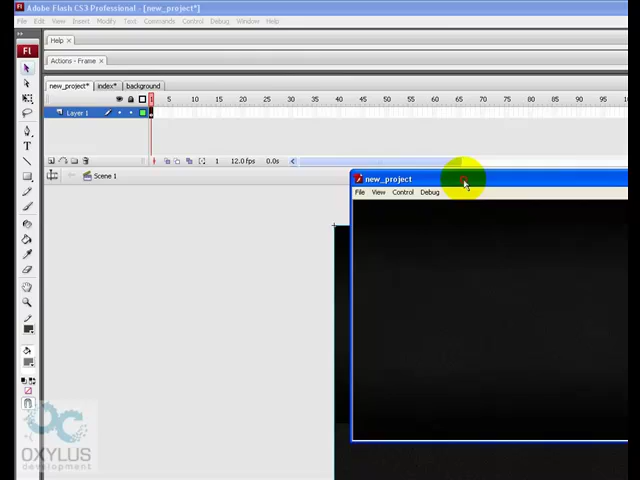 Adobe Flash CS3 Professional - [new_project*]
File Edit View Insert Modify Text Commands Control Debug Window Help
Help ×
Actions - Frame ×
new_project* index* background
1 5 10 15 20 25 30 35 40 45 50 55 60 65 70 75 80 85 90 95
Layer 1
1 12.0 fps 0.0s
Scene 1
new_project
File View Control Debug
Fl
T
OXYLUS
development